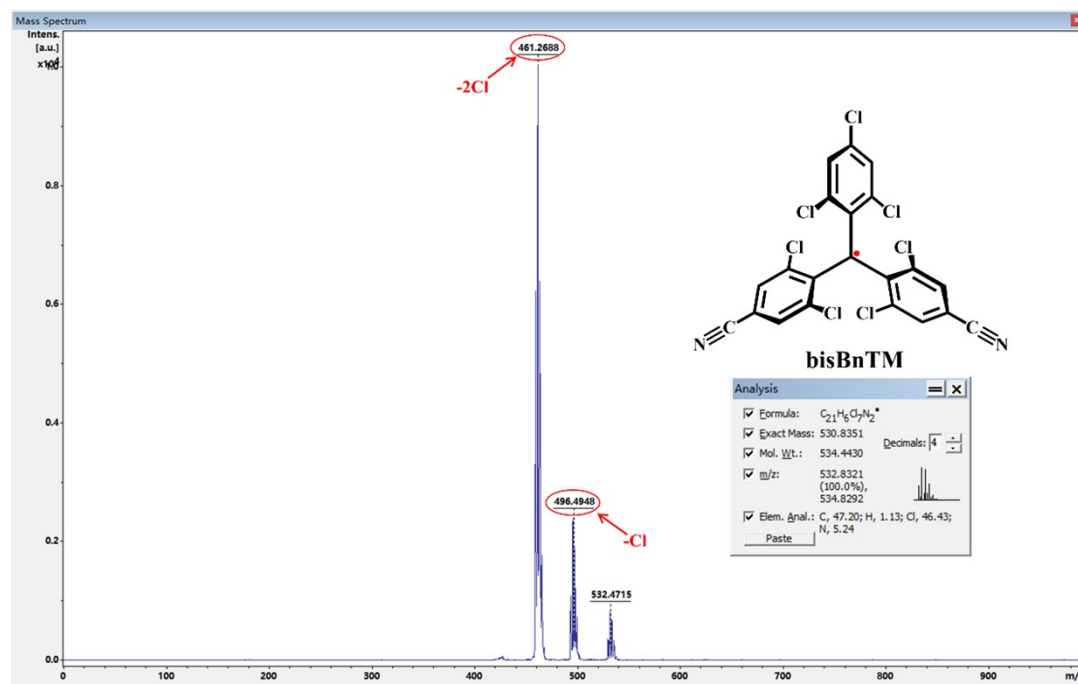 Mass Spectrum
x
Intens.
[a.u.]
x10⁴
1.0
0.8
0.6
0.4
0.2
0.0
461.2688
-2Cl
496.4948
-Cl
532.4715
0
100
200
300
400
500
600
700
800
900
m/
Cl
Cl
Cl
Cl
Cl
Cl
Cl
N≡C
C≡N
bisBnTM
Analysis
Formula: C₂₁H₆Cl₇N₂•
Exact Mass: 530.8351
Decimals: 4
Mol. Wt.: 534.4430
m/z: 532.8321
(100.0%),
534.8292
Elem. Anal.: C, 47.20; H, 1.13; Cl, 46.43;
N, 5.24
Paste